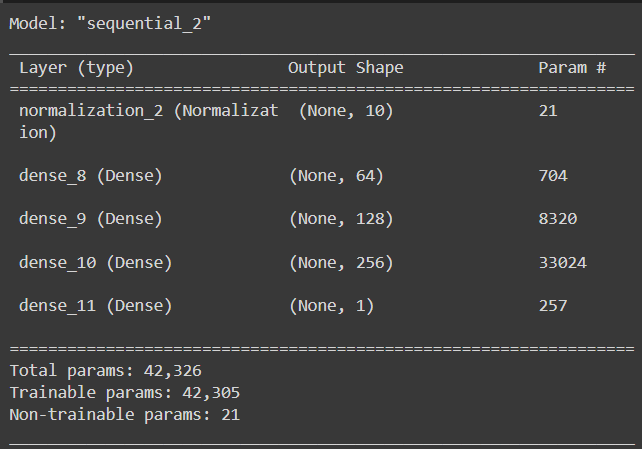 Model: "sequential_2"
Layer (type) Output Shape Param #
normalization_2 (Normalizat (None, 10) 21
ion)
dense_8 (Dense) (None, 64) 704
dense_9 (Dense) (None, 128) 8320
dense_10 (Dense) (None, 256) 33024
dense_11 (Dense) (None, 1) 257
Total params: 42,326
Trainable params: 42,305
Non-trainable params: 21